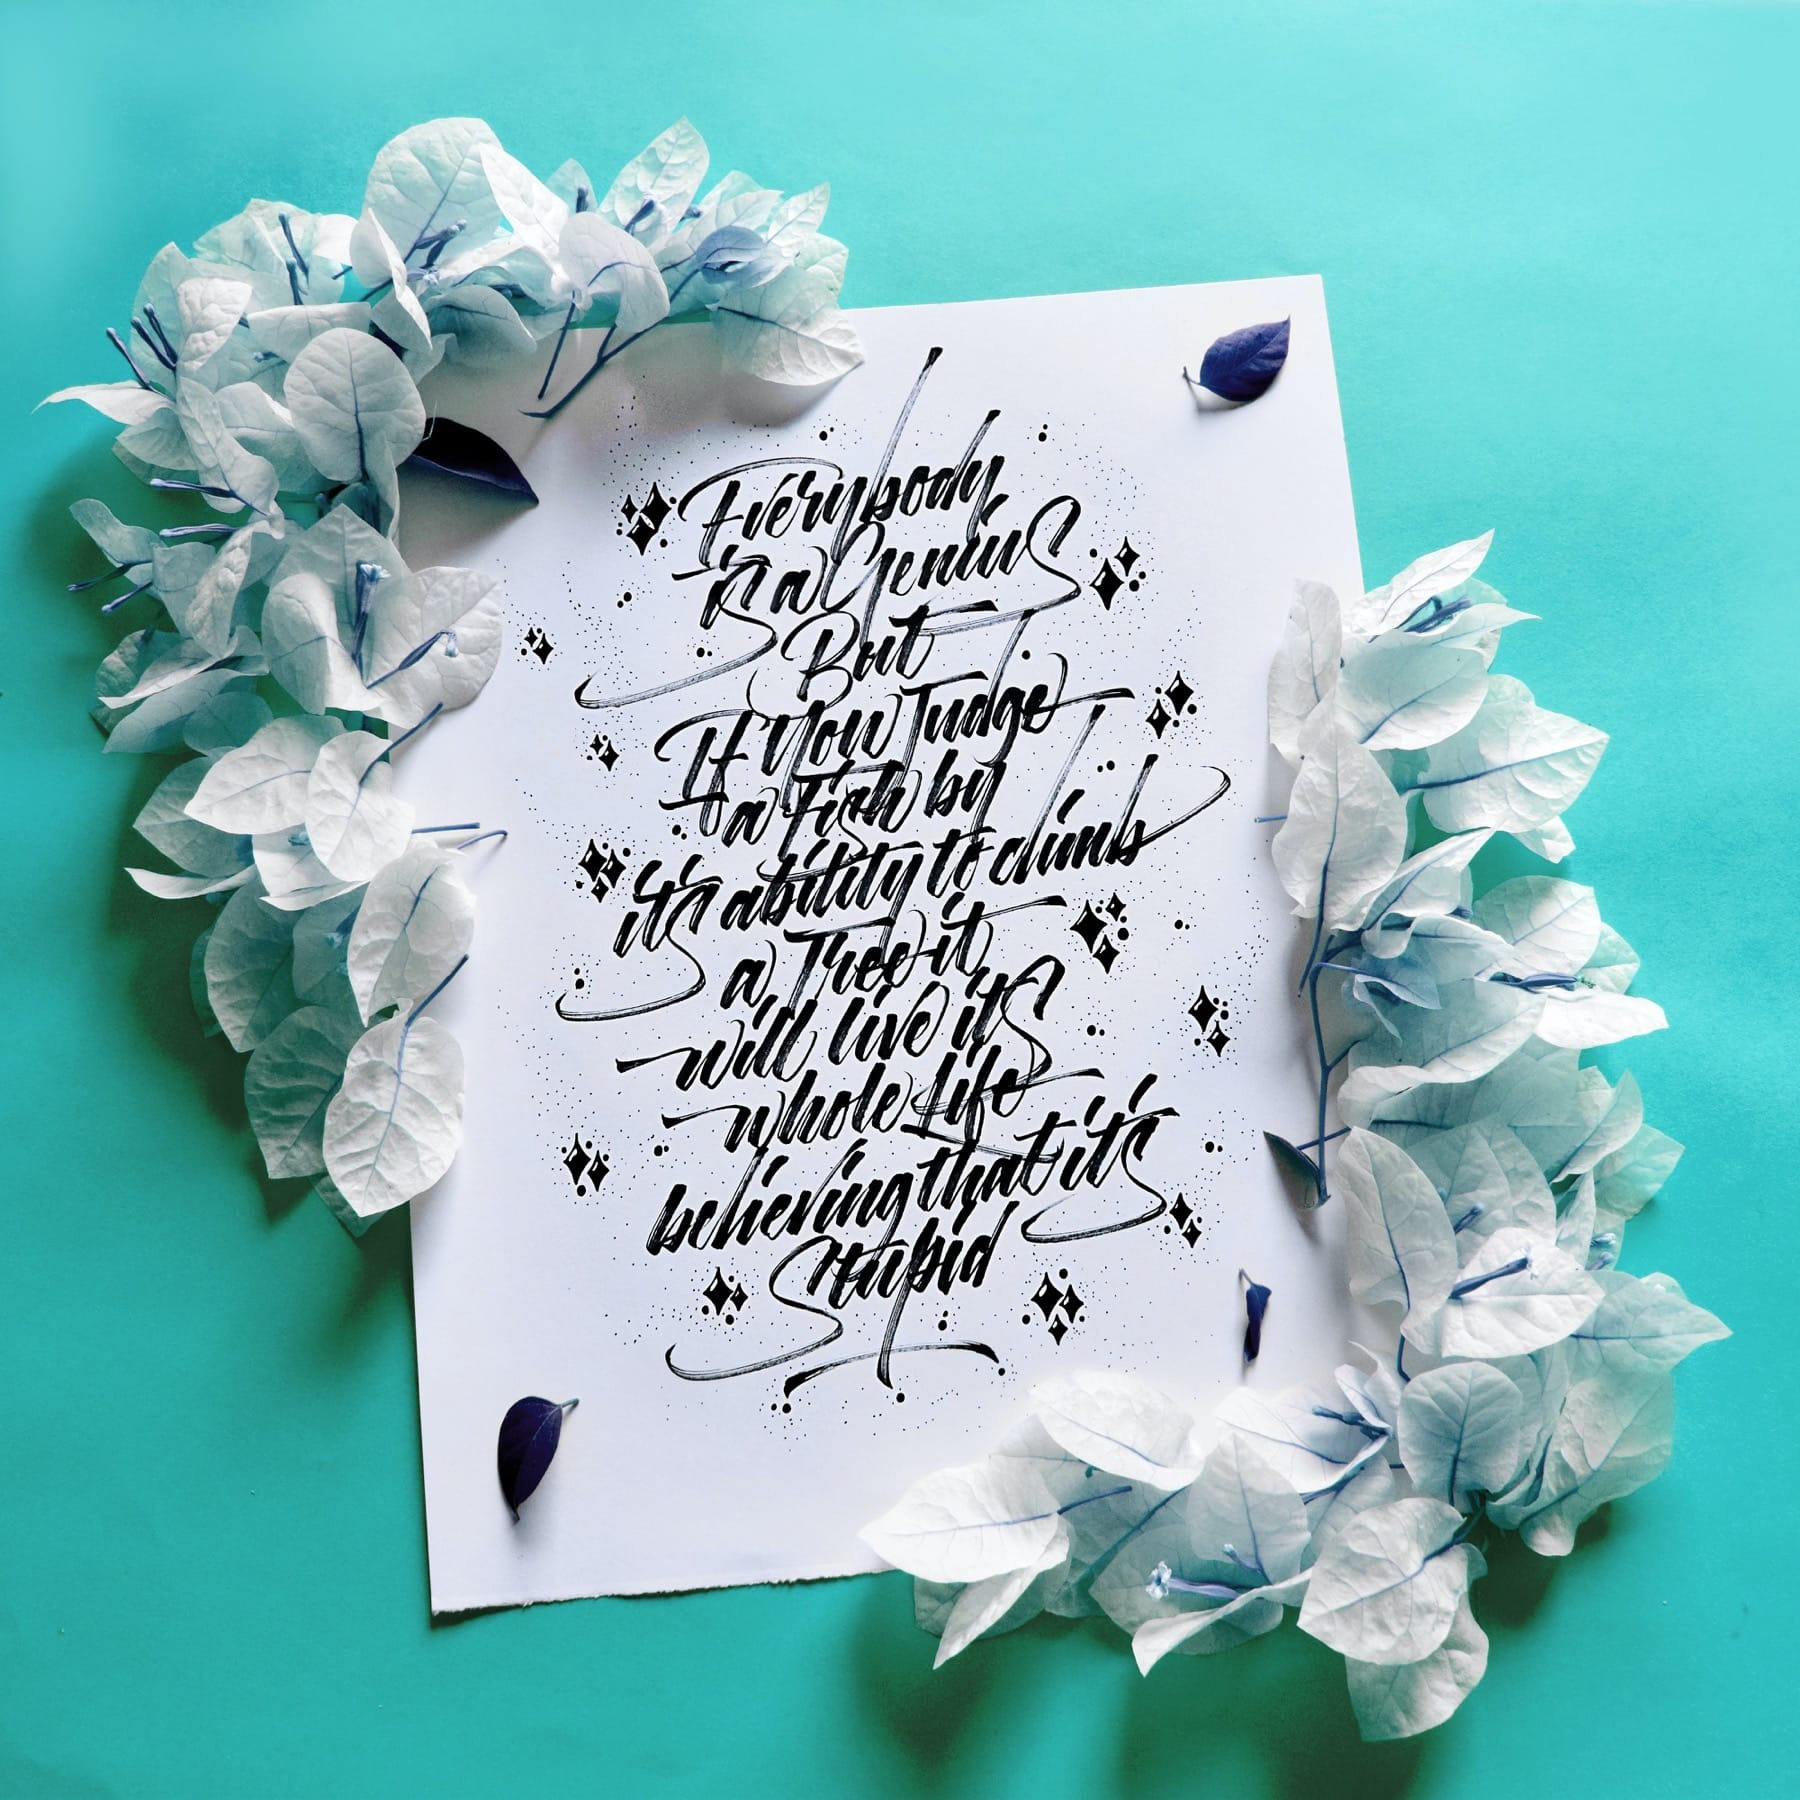 Everybody
is a Genius
But
If You Judge
a Fish by
it's ability to climb
a Tree it
will live it's
whole Life
believing that it's
Stupid